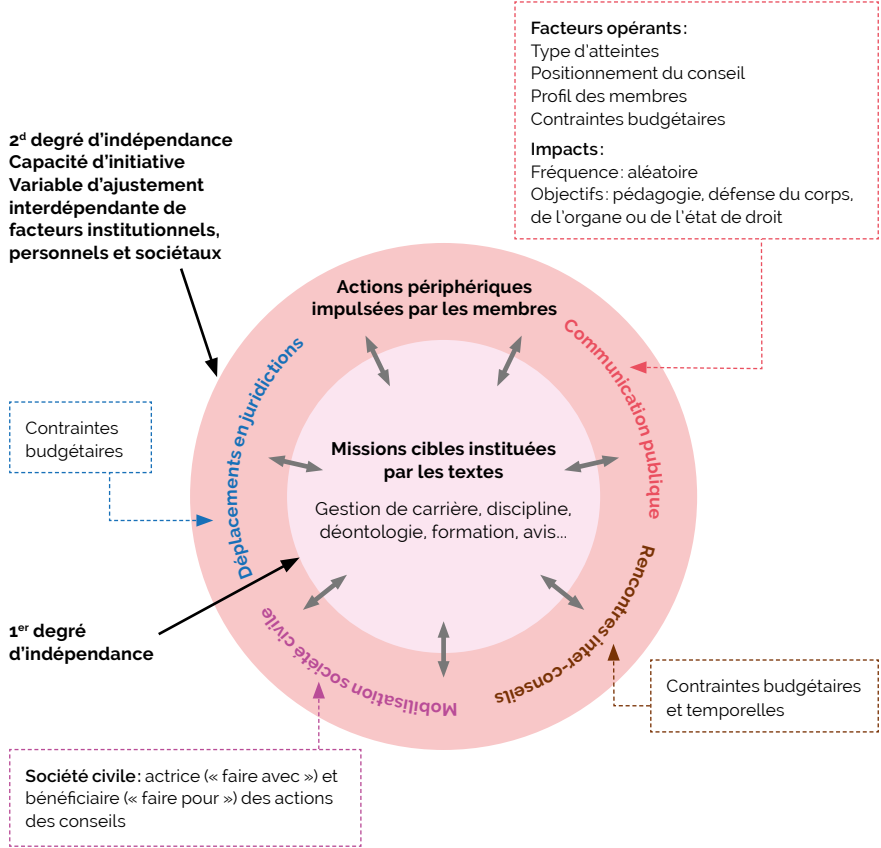 Facteurs opérants :
Type d'atteintes
Positionnement du conseil
Profil des membres
Contraintes budgétaires
Impacts :
Fréquence : aléatoire
Objectifs : pédagogie, défense du corps,
de l'organe ou de l'état de droit
2d degré d'indépendance
Capacité d'initiative
Variable d'ajustement
interdépendante de
facteurs institutionnels,
personnels et sociétaux
Actions périphériques
impulsées par les membres
Communication publique
Déplacements en juridictions
Contraintes
budgétaires
Missions cibles instituées
par les textes
Gestion de carrière, discipline,
déontologie, formation, avis...
Rencontres inter-conseils
Mobilisation société civile
1er degré
d'indépendance
Contraintes budgétaires
et temporelles
Société civile : actrice (« faire avec ») et
bénéficiaire (« faire pour ») des actions
des conseils